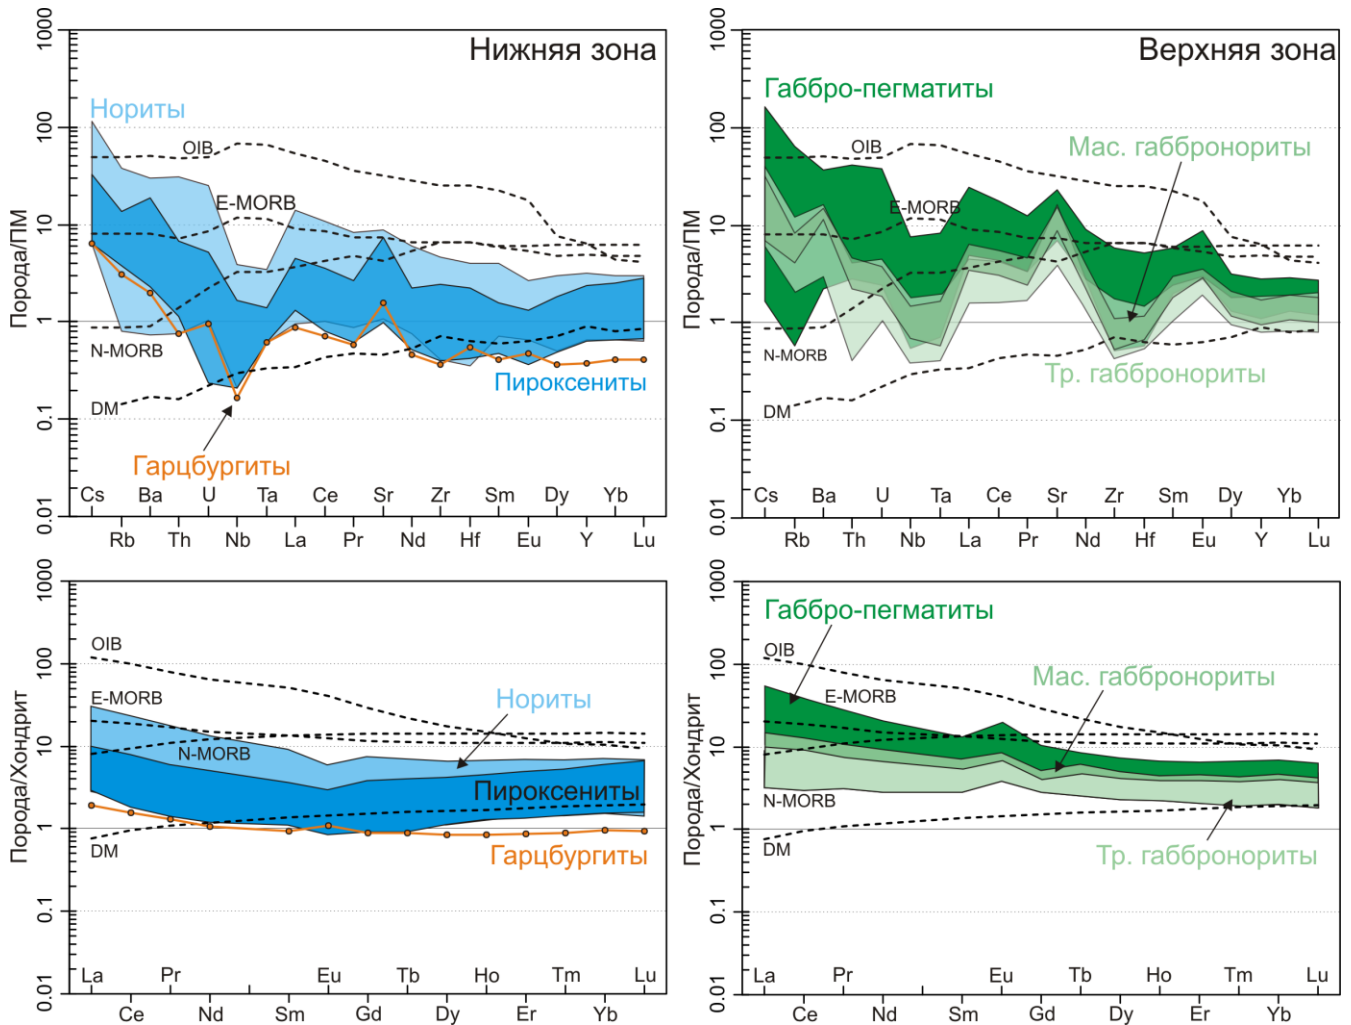 Нижняя зона
Порода/ПМ
1000
100
10
1
0.1
0.01
Нориты
OIB
E-MORB
N-MORB
DM
Пироксениты
Гарцбургиты
Cs Ba U Ta Ce Sr Zr Sm Dy Yb
Rb Th Nb La Pr Nd Hf Eu Y Lu
Верхняя зона
Порода/ПМ
1000
100
10
1
0.1
0.01
Габбро-пегматиты
OIB
Мас. габбронориты
E-MORB
N-MORB
Тр. габбронориты
DM
Cs Ba U Ta Ce Sr Zr Sm Dy Yb
Rb Th Nb La Pr Nd Hf Eu Y Lu
Порода/Хондрит
1000
100
10
1
0.1
0.01
OIB
E-MORB
Нориты
N-MORB
Пироксениты
DM
Гарцбургиты
La Pr Eu Tb Ho Tm Lu
Ce Nd Sm Gd Dy Er Yb
Порода/Хондрит
1000
100
10
1
0.1
0.01
Габбро-пегматиты
OIB
E-MORB
Мас. габбронориты
N-MORB
DM
Тр. габбронориты
La Pr Eu Tb Ho Tm Lu
Ce Nd Sm Gd Dy Er Yb